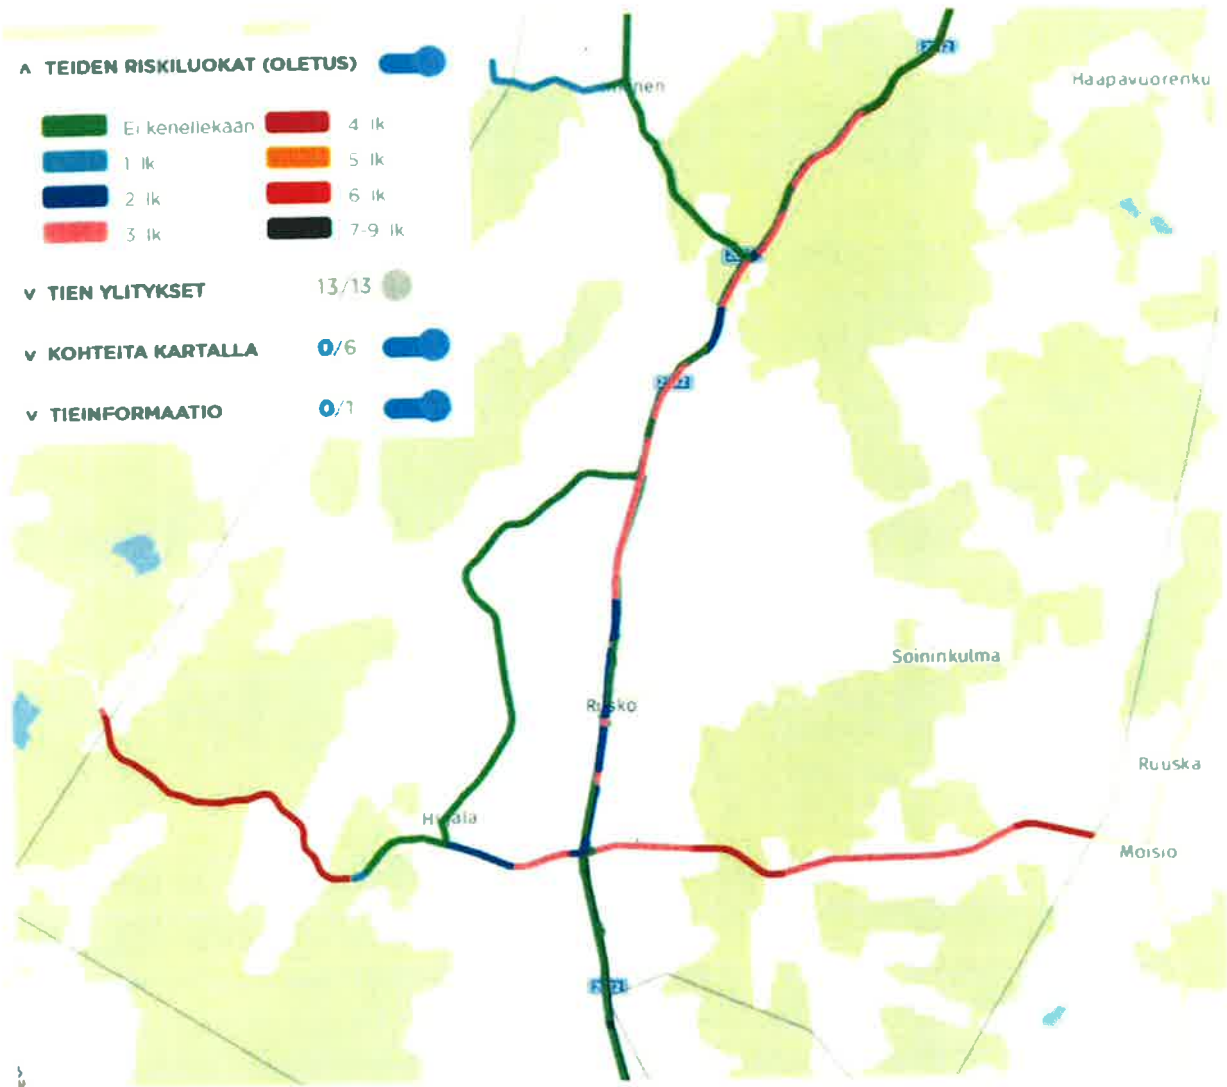 ʌ TEIDEN RISKILUOKAT (OLETUS)
Ei kenellekään
1 lk
2 lk
3 lk
4 lk
5 lk
6 lk
7-9 lk
v TIEN YLITYKSET 13/13
v KOHTEITA KARTALLA 0/6
v TIEINFORMAATIO 0/1
Haapavuorenku
Soininkulma
Rusko
Ruuska
Moisio